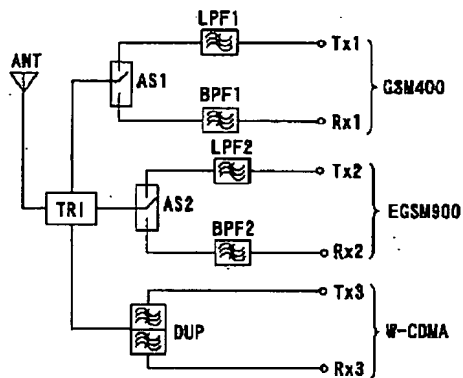 LPF1
Tx1
ANT
AS1
GSM400
BPF1
Rx1
LPF2
Tx2
TRI
AS2
EGSM900
BPF2
Rx2
Tx3
DUP
W-CDMA
Rx3